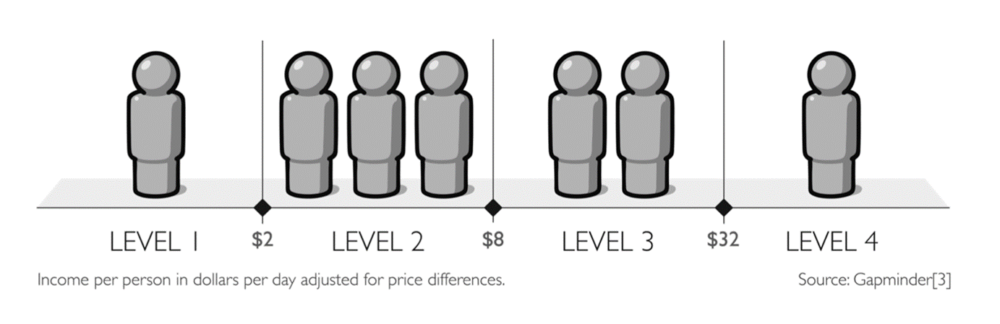 LEVEL 1 $2 LEVEL 2 $8 LEVEL 3 $32 LEVEL 4
Income per person in dollars per day adjusted for price differences. Source: Gapminder[3]